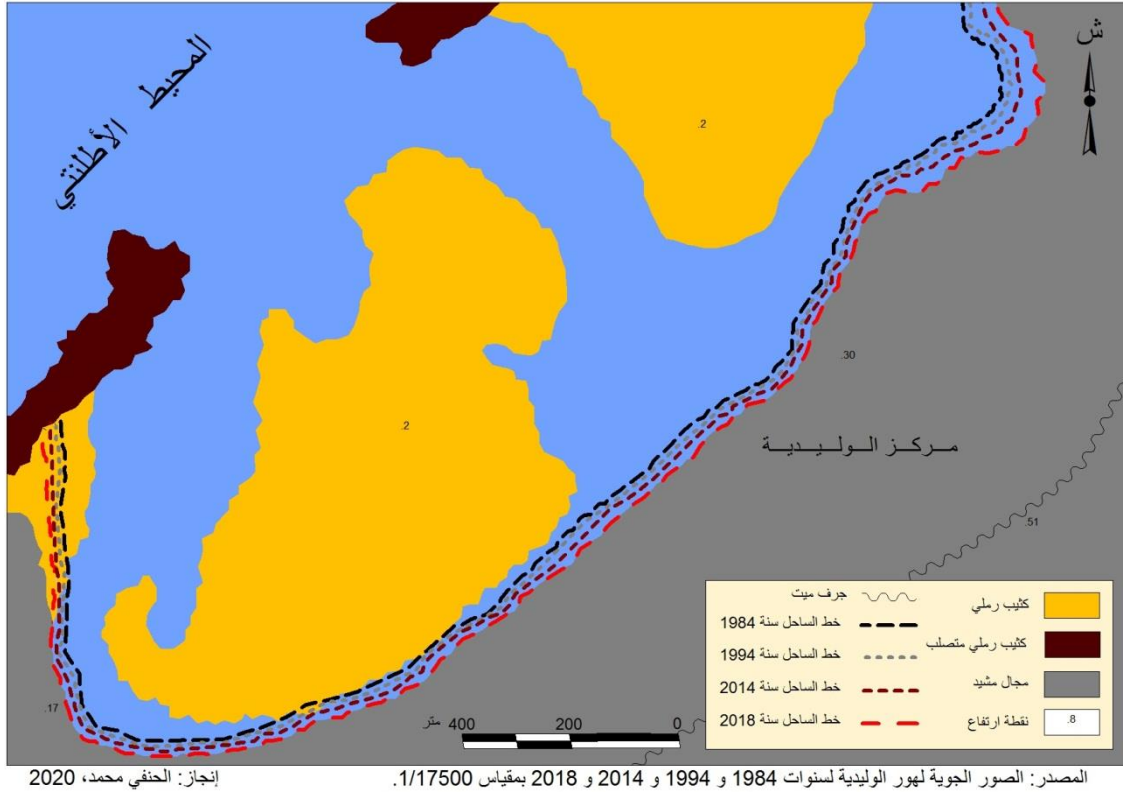 المحيط الأطلنتي
ش
.2
.2
.30
مركز الوليدية
.51
.17
كثيب رملي
كثيب رملي متصلب
مجال مشيد
نقطة ارتفاع
.8
جرف ميت
خط الساحل سنة 1984
خط الساحل سنة 1994
خط الساحل سنة 2014
خط الساحل سنة 2018
0 200 400 متر
المصدر: الصور الجوية لهور الوليدية لسنوات 1984 و 1994 و 2014 و 2018 بمقياس 1/17500.
إنجاز: الحنفي محمد، 2020